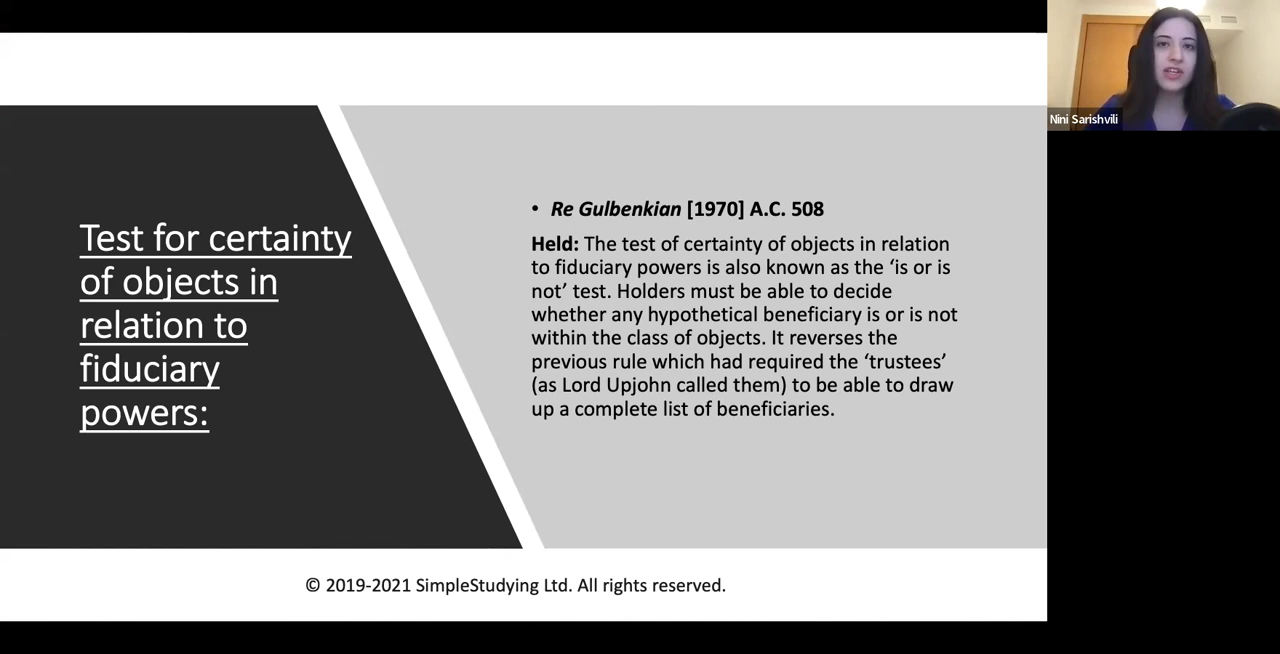 Test for certainty
of objects in
relation to
fiduciary
powers:
• Re Gulbenkian [1970] A.C. 508
Held: The test of certainty of objects in relation
to fiduciary powers is also known as the ‘is or is
not’ test. Holders must be able to decide
whether any hypothetical beneficiary is or is not
within the class of objects. It reverses the
previous rule which had required the ‘trustees’
(as Lord Upjohn called them) to be able to draw
up a complete list of beneficiaries.
© 2019-2021 SimpleStudying Ltd. All rights reserved.
Nini Sarishvili